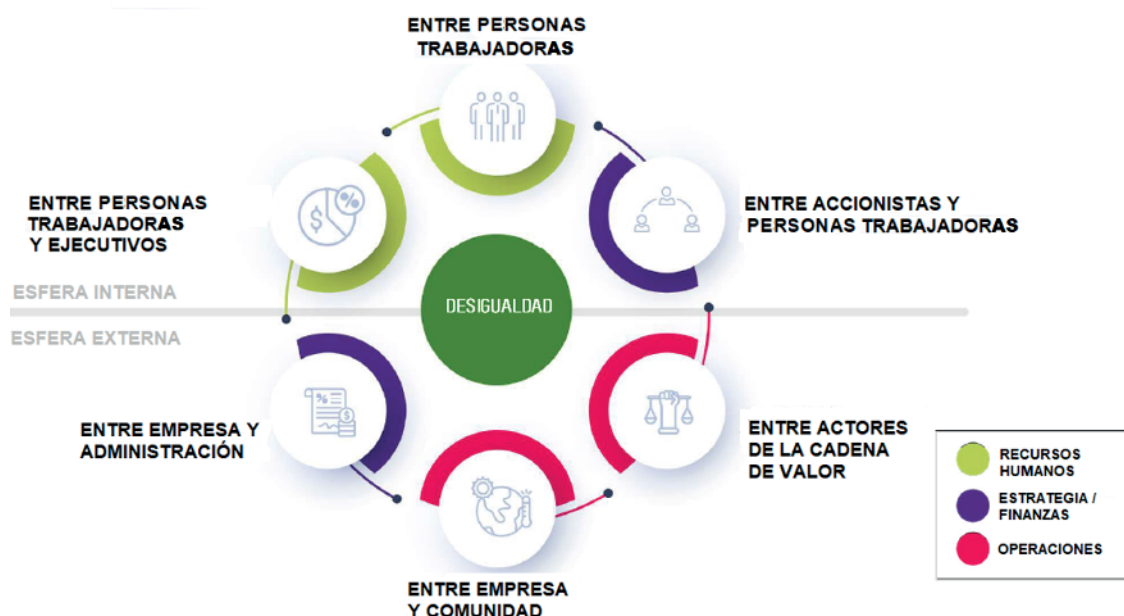 ENTRE PERSONAS
TRABAJADORAS
ENTRE PERSONAS
TRABAJADORAS
Y EJECUTIVOS
ENTRE ACCIONISTAS Y
PERSONAS TRABAJADORAS
ESFERA INTERNA
DESIGUALDAD
ESFERA EXTERNA
ENTRE EMPRESA Y
ADMINISTRACIÓN
ENTRE ACTORES
DE LA CADENA
DE VALOR
ENTRE EMPRESA
Y COMUNIDAD
RECURSOS
HUMANOS
ESTRATEGIA /
FINANZAS
OPERACIONES
$
%
%
$